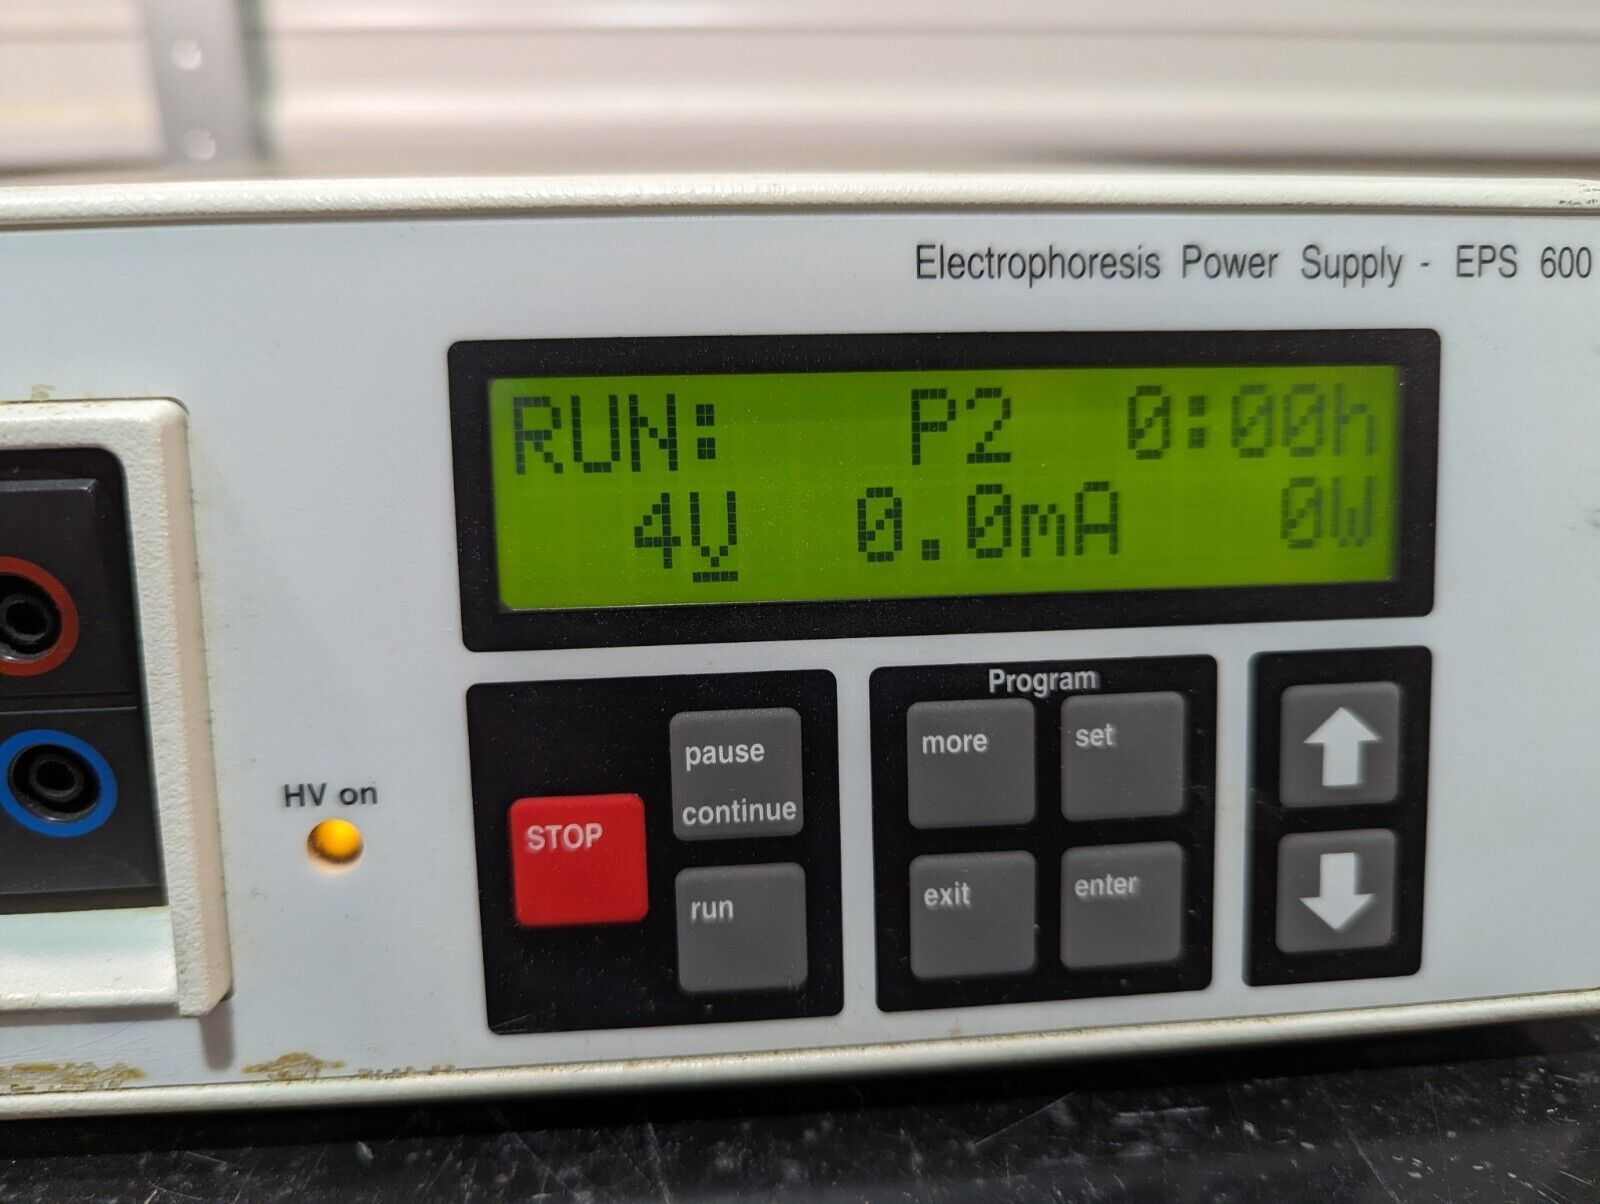 Electrophoresis Power Supply - EPS 600
RUN: P2 0:00h
4V 0.0mA 0W
HV on
STOP
pause
continue
run
Program
more
set
exit
enter